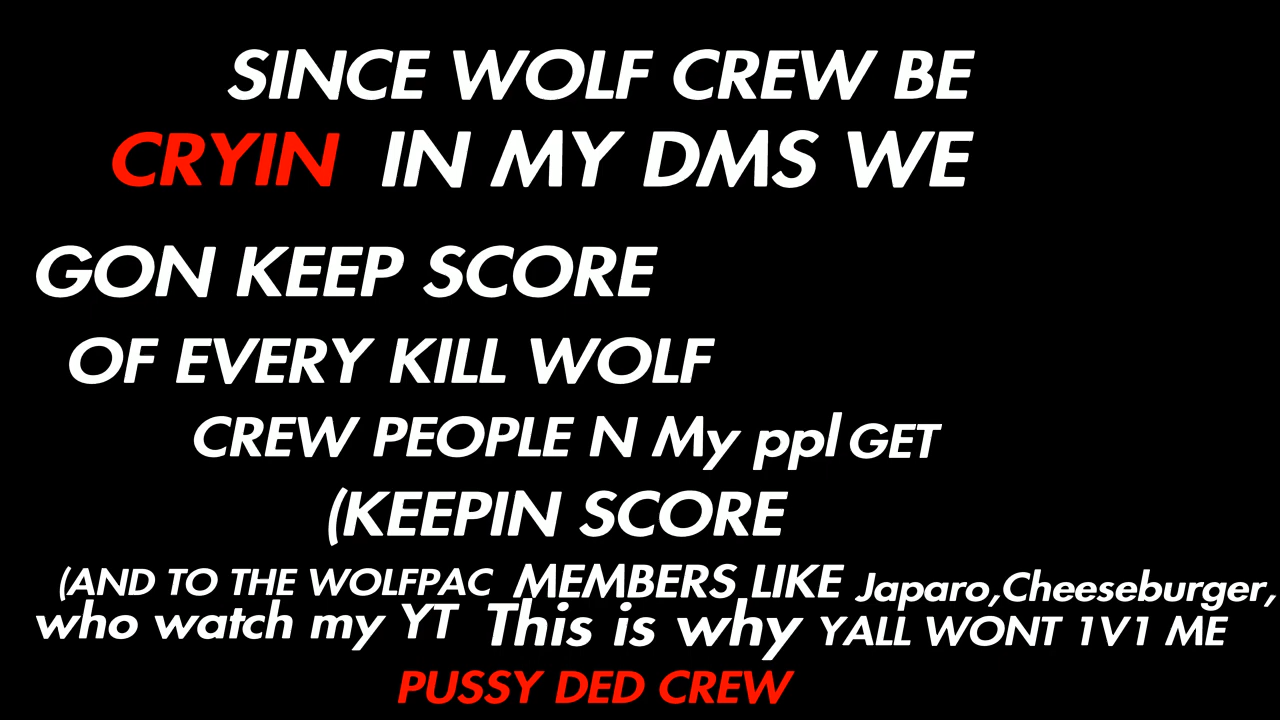 SINCE WOLF CREW BE
CRYIN IN MY DMS WE
GON KEEP SCORE
OF EVERY KILL WOLF
CREW PEOPLE N My ppl GET
(KEEPIN SCORE
(AND TO THE WOLFPAC MEMBERS LIKE Japaro,Cheeseburger,
who watch my YT This is why YALL WONT 1V1 ME
PUSSY DED CREW